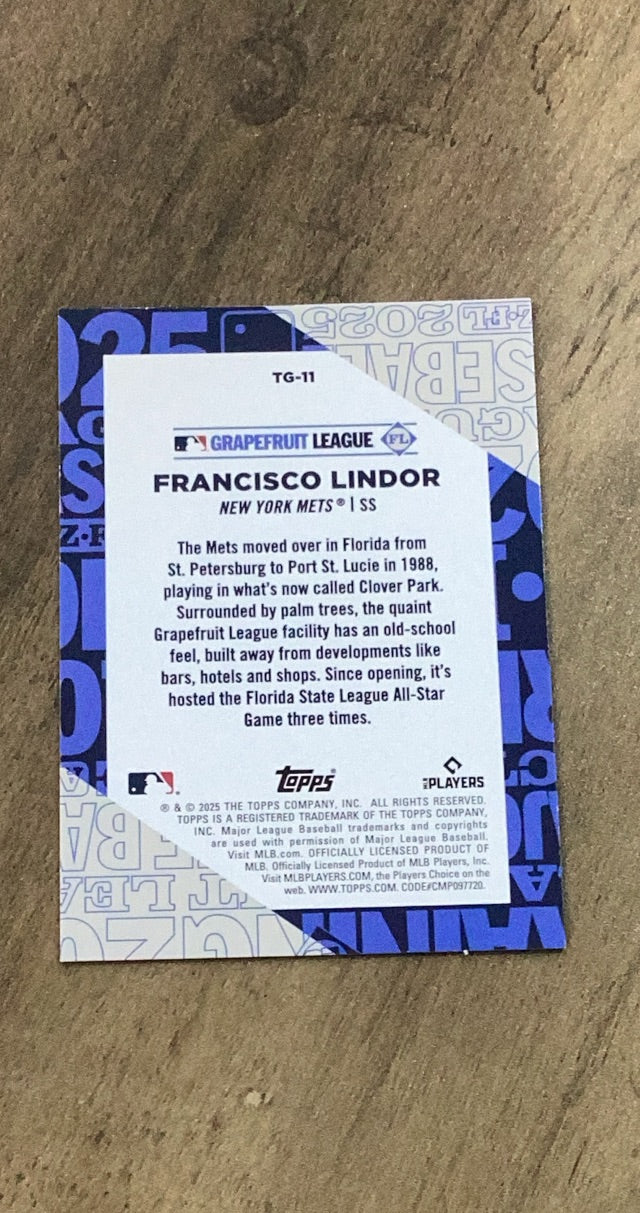 TG-11
GRAPEFRUIT LEAGUE FL
FRANCISCO LINDOR
NEW YORK METS® | SS
The Mets moved over in Florida from
St. Petersburg to Port St. Lucie in 1988,
playing in what's now called Clover Park.
Surrounded by palm trees, the quaint
Grapefruit League facility has an old-school
feel, built away from developments like
bars, hotels and shops. Since opening, it's
hosted the Florida State League All-Star
Game three times.
Topps
PLAYERS
® & © 2025 THE TOPPS COMPANY, INC. ALL RIGHTS RESERVED.
TOPPS IS A REGISTERED TRADEMARK OF THE TOPPS COMPANY,
INC. Major League Baseball trademarks and copyrights
are used with permission of Major League Baseball.
Visit MLB.com. OFFICIALLY LICENSED PRODUCT OF
MLB. Officially Licensed Product of MLB Players, Inc.
Visit MLBPLAYERS.COM, the Players Choice on the
web. WWW.TOPPS.COM. CODE#CMP097720.